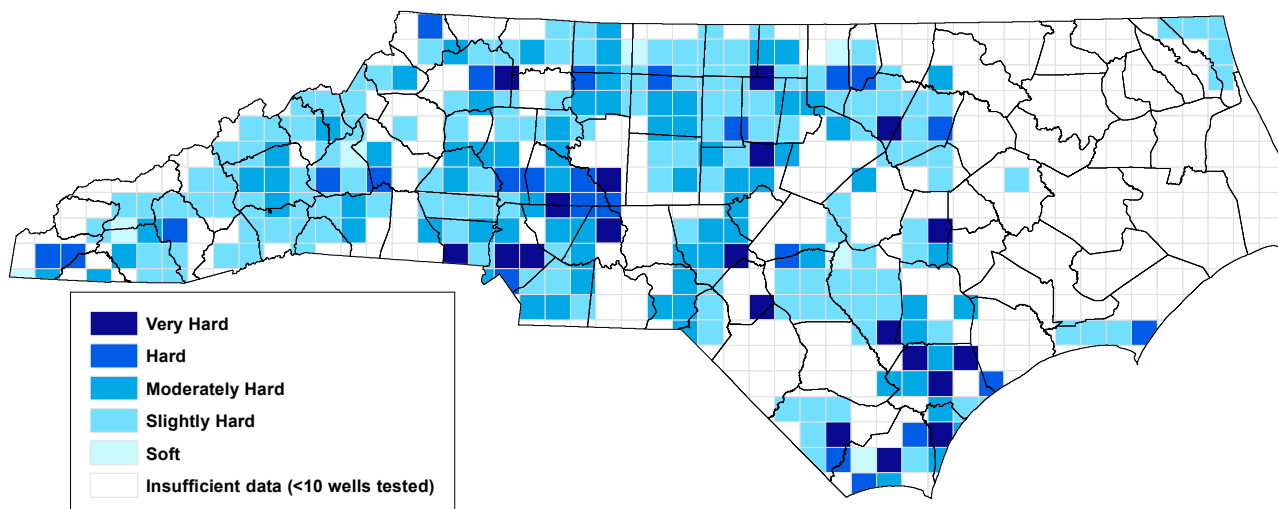 Very Hard
Hard
Moderately Hard
Slightly Hard
Soft
Insufficient data (<10 wells tested)